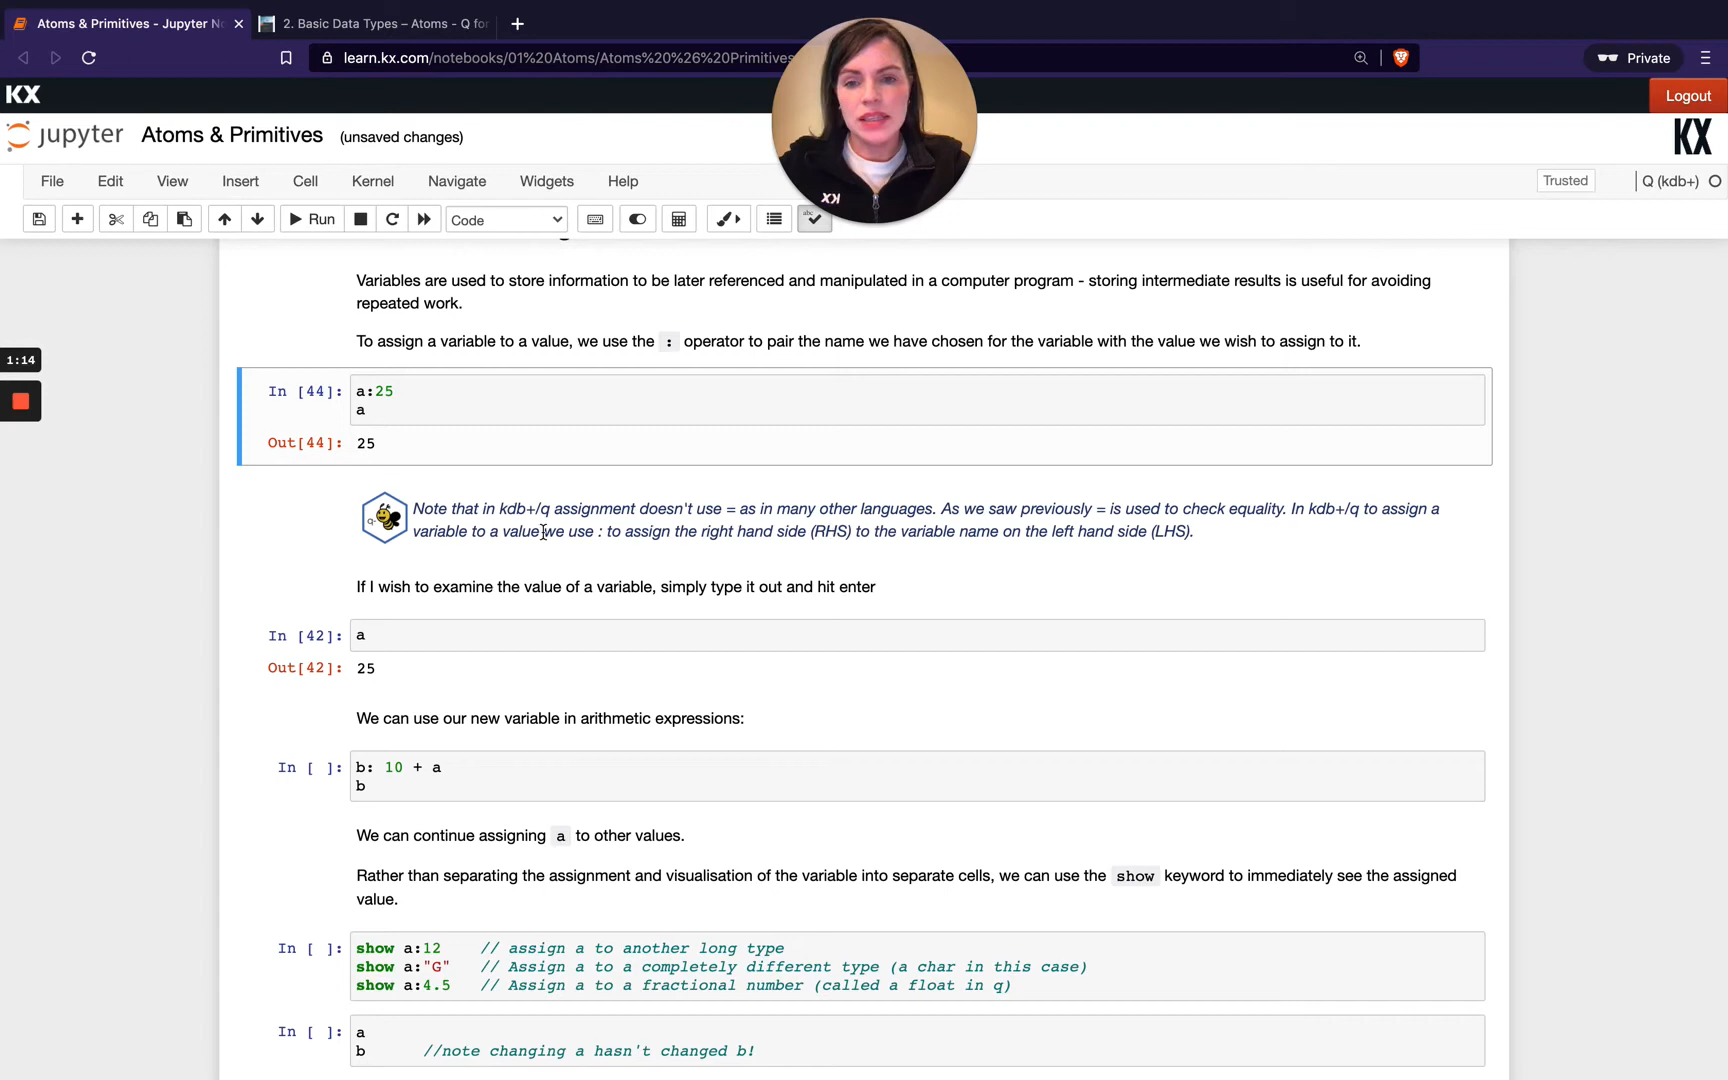 Atoms & Primitives - Jupyter N
2. Basic Data Types – Atoms - Q for
learn.kx.com/notebooks/01%20Atoms/Atoms%20%26%20Primitives
Private
KX
Logout
jupyter Atoms & Primitives (unsaved changes)
KX
File Edit View Insert Cell Kernel Navigate Widgets Help
Trusted
Q (kdb+)
Run
Code
abc
KX
Variables are used to store information to be later referenced and manipulated in a computer program - storing intermediate results is useful for avoiding
repeated work.
To assign a variable to a value, we use the : operator to pair the name we have chosen for the variable with the value we wish to assign to it.
1:14
In [44]: a:25
a
Out[44]: 25
q-
Note that in kdb+/q assignment doesn't use = as in many other languages. As we saw previously = is used to check equality. In kdb+/q to assign a
variable to a value we use : to assign the right hand side (RHS) to the variable name on the left hand side (LHS).
If I wish to examine the value of a variable, simply type it out and hit enter
In [42]: a
Out[42]: 25
We can use our new variable in arithmetic expressions:
In [ ]: b: 10 + a
b
We can continue assigning a to other values.
Rather than separating the assignment and visualisation of the variable into separate cells, we can use the show keyword to immediately see the assigned
value.
In [ ]: show a:12 // assign a to another long type
show a:"G" // Assign a to a completely different type (a char in this case)
show a:4.5 // Assign a to a fractional number (called a float in q)
In [ ]: a
b //note changing a hasn't changed b!